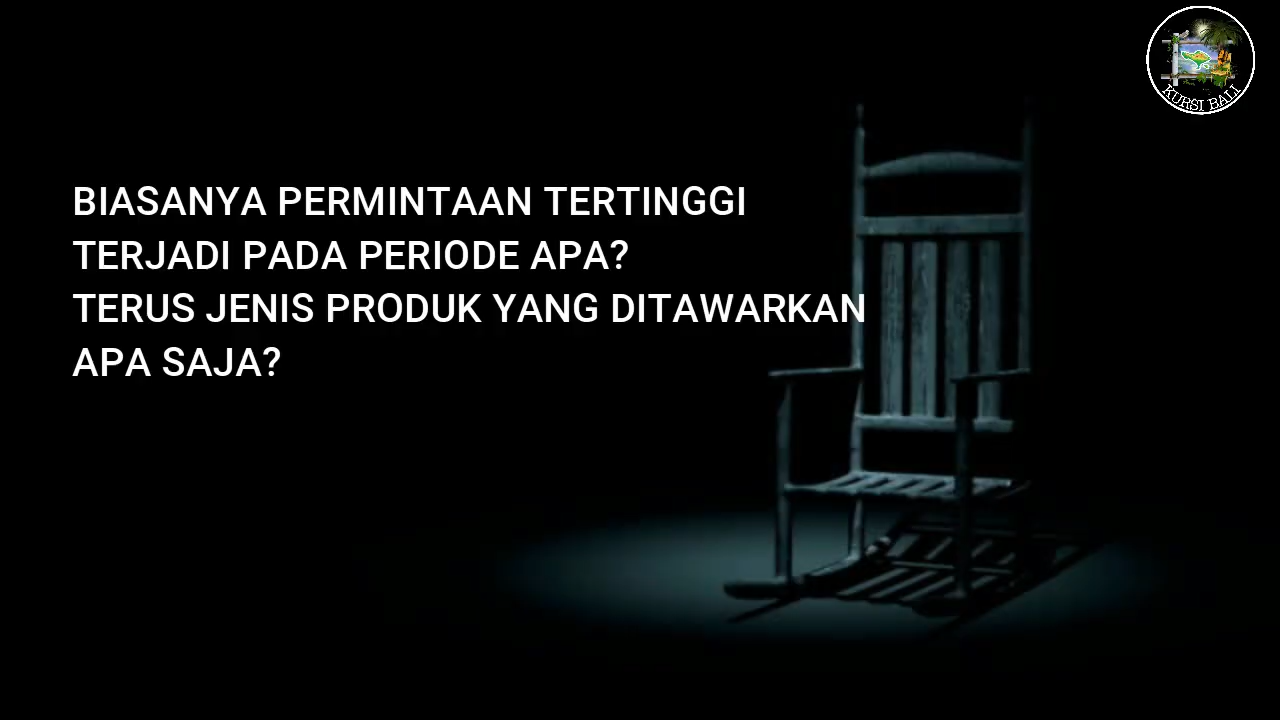 KURSI BALI
BIASANYA PERMINTAAN TERTINGGI
TERJADI PADA PERIODE APA?
TERUS JENIS PRODUK YANG DITAWARKAN
APA SAJA?